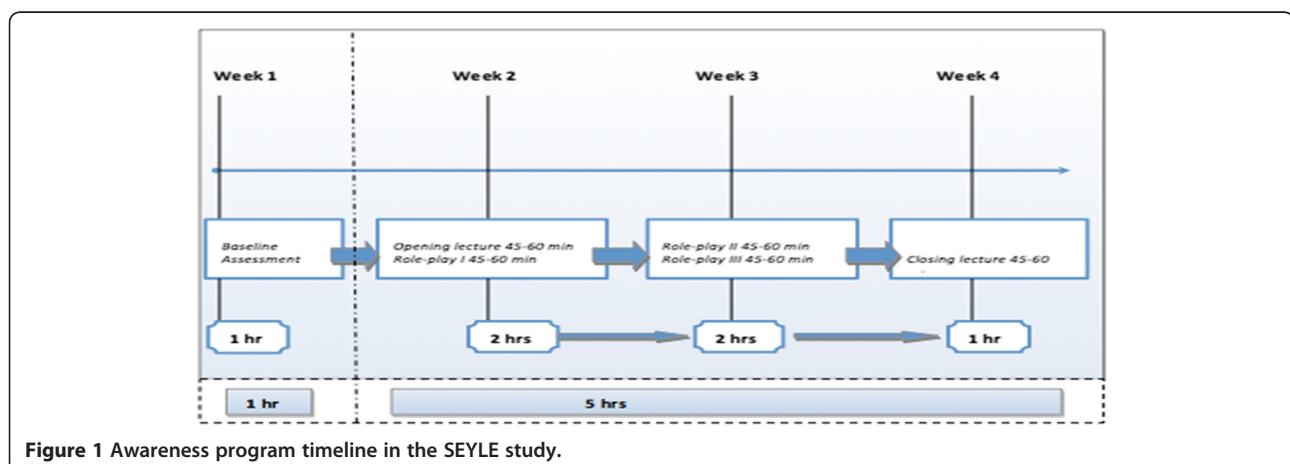 Week 1 Week 2 Week 3 Week 4
Baseline
Assessment
Opening lecture 45-60 min
Role-play I 45-60 min
Role-play II 45-60 min
Role-play III 45-60 min
Closing lecture 45-60
1 hr 2 hrs 2 hrs 1 hr
1 hr 5 hrs
Figure 1 Awareness program timeline in the SEYLE study.